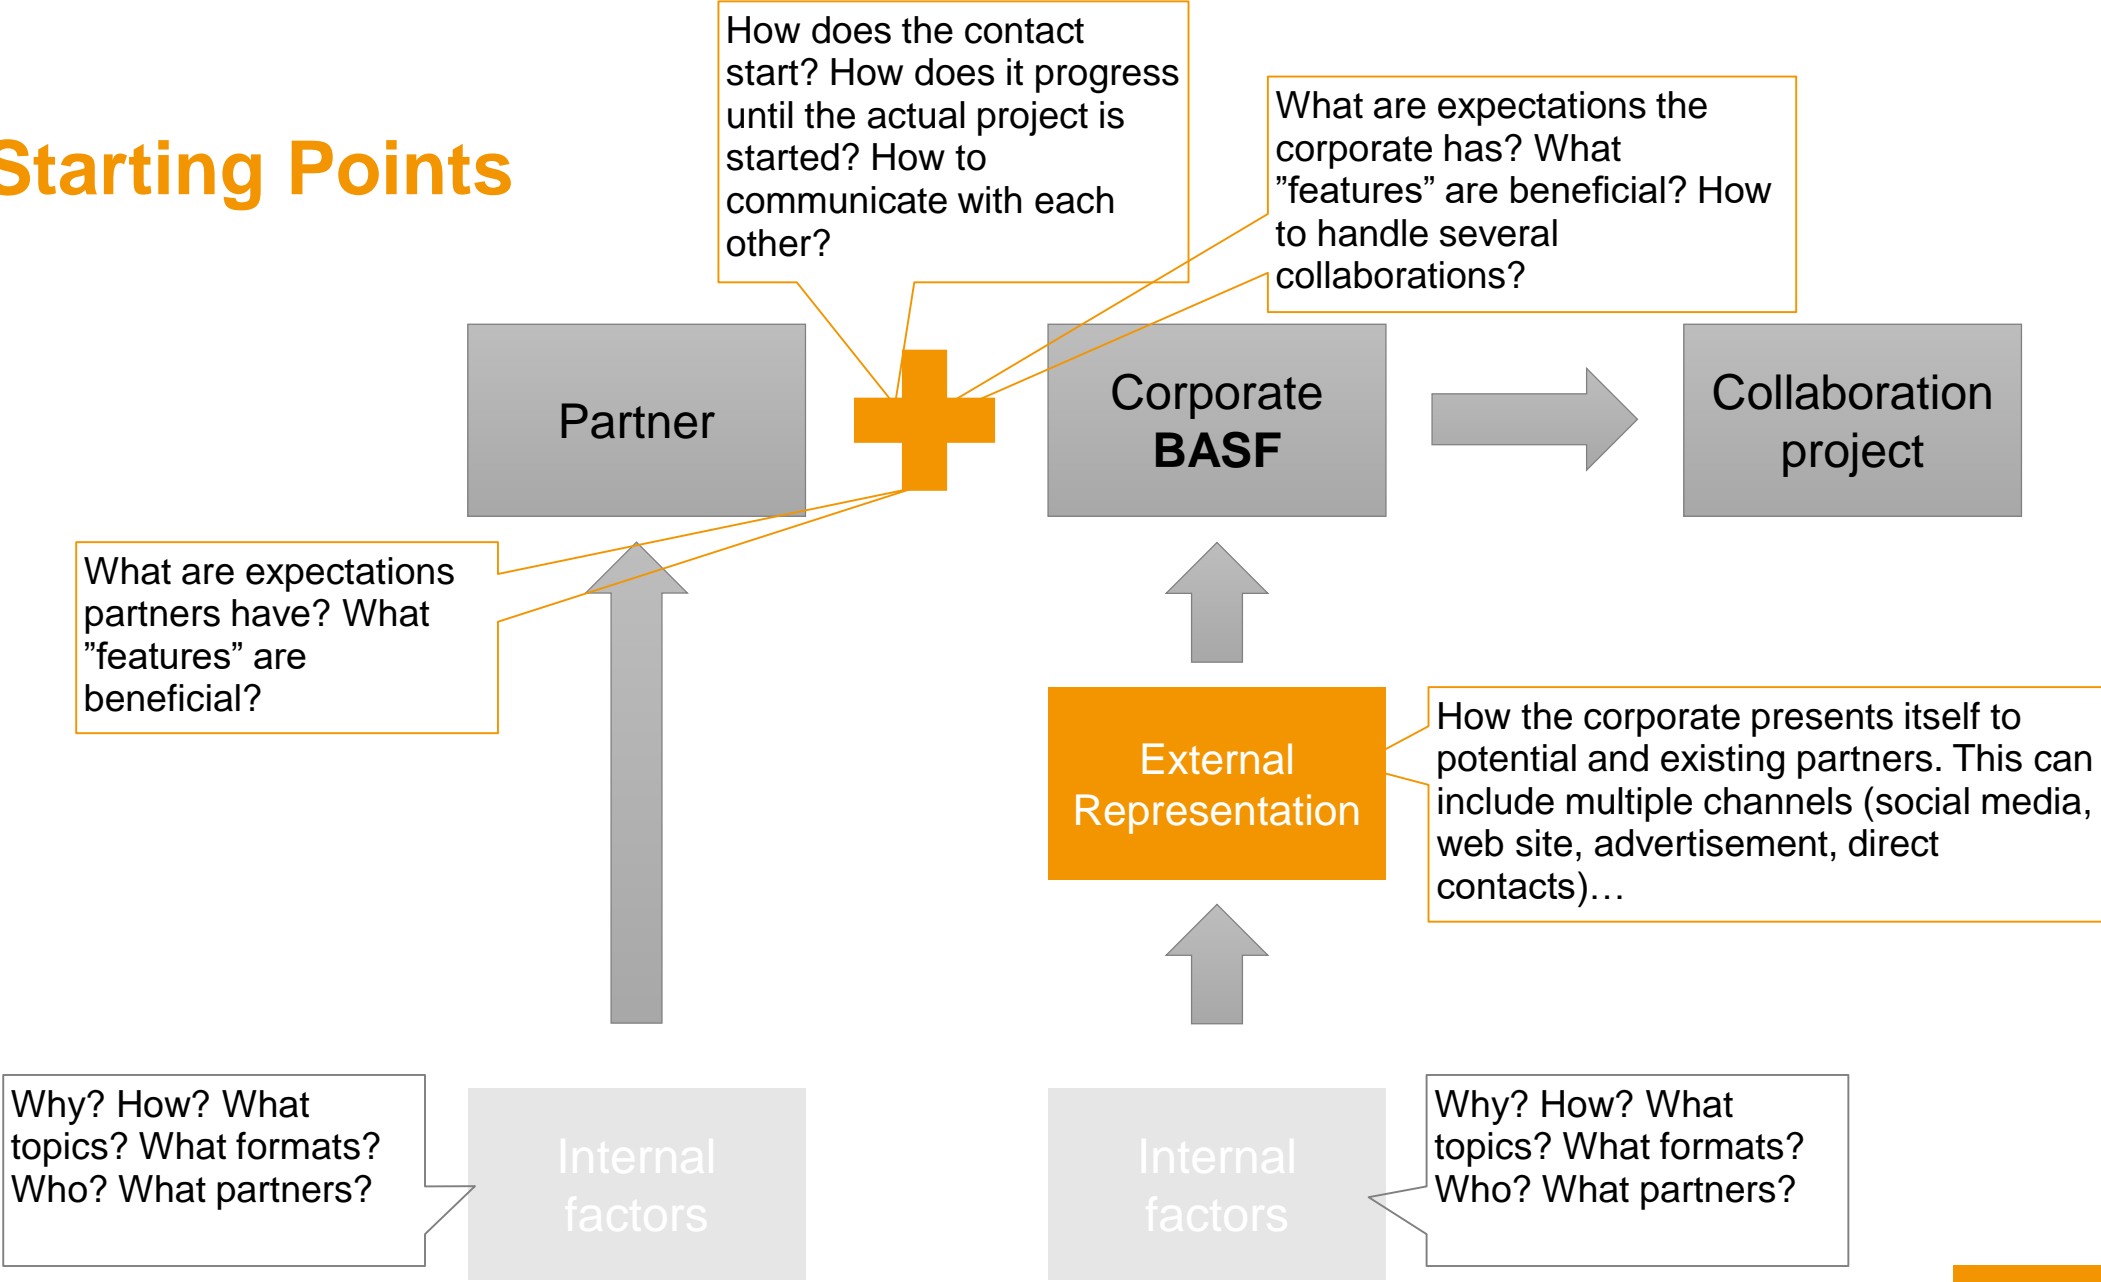 How does the contact
start? How does it progress
until the actual project is
started? How to
communicate with each
other?
What are expectations the
corporate has? What
”features” are beneficial? How
to handle several
collaborations?
Starting Points
Partner
Corporate
BASF
Collaboration
project
What are expectations
partners have? What
”features” are
beneficial?
External
Representation
How the corporate presents itself to
potential and existing partners. This can
include multiple channels (social media,
web site, advertisement, direct
contacts)…
Why? How? What
topics? What formats?
Who? What partners?
Internal
factors
Internal
factors
Why? How? What
topics? What formats?
Who? What partners?